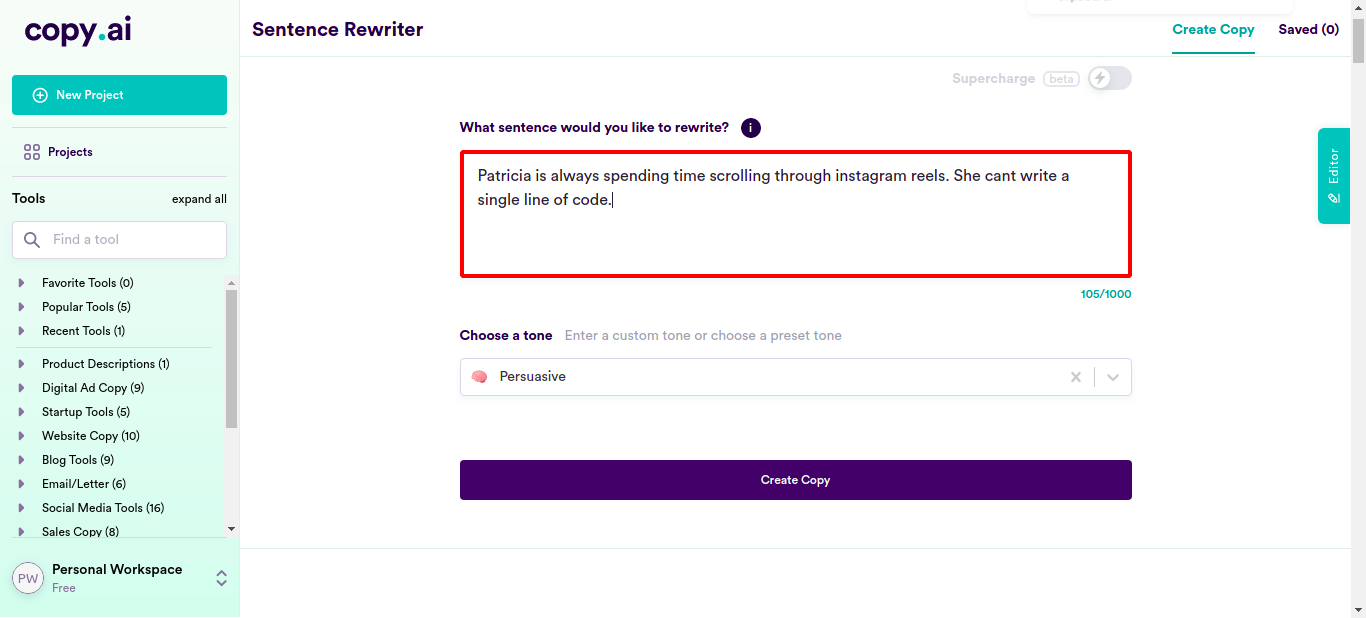 copy.ai
Sentence Rewriter
Create Copy
Saved (0)
New Project
Supercharge beta
What sentence would you like to rewrite? i
Projects
Patricia is always spending time scrolling through instagram reels. She cant write a
single line of code.
Editor
Tools
expand all
Find a tool
Favorite Tools (0)
Popular Tools (5)
Recent Tools (1)
Product Descriptions (1)
Digital Ad Copy (9)
Startup Tools (5)
Website Copy (10)
Blog Tools (9)
Email/Letter (6)
Social Media Tools (16)
Sales Copy (8)
105/1000
Choose a tone Enter a custom tone or choose a preset tone
Persuasive
Create Copy
PW
Personal Workspace
Free